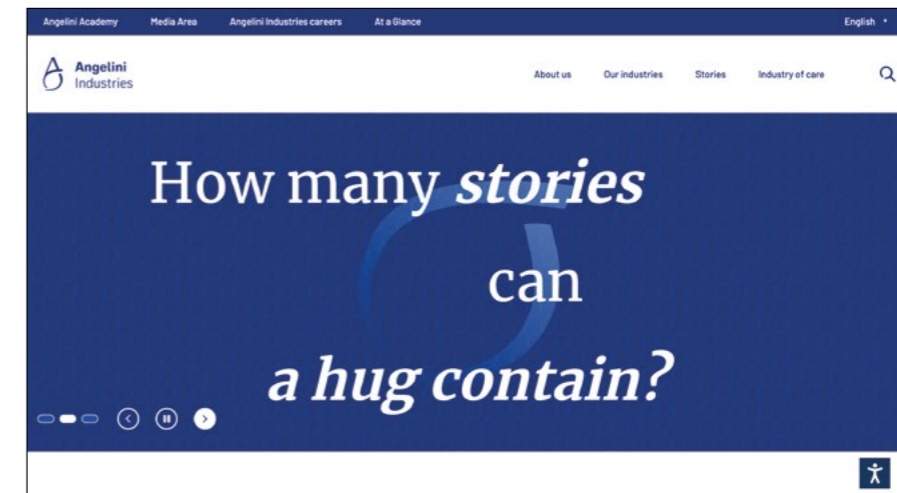 Angelini Academy Media Area Angelini Industries careers At a Glance English
Angelini
Industries
About us Our industries Stories Industry of care
How many stories
can
a hug contain?